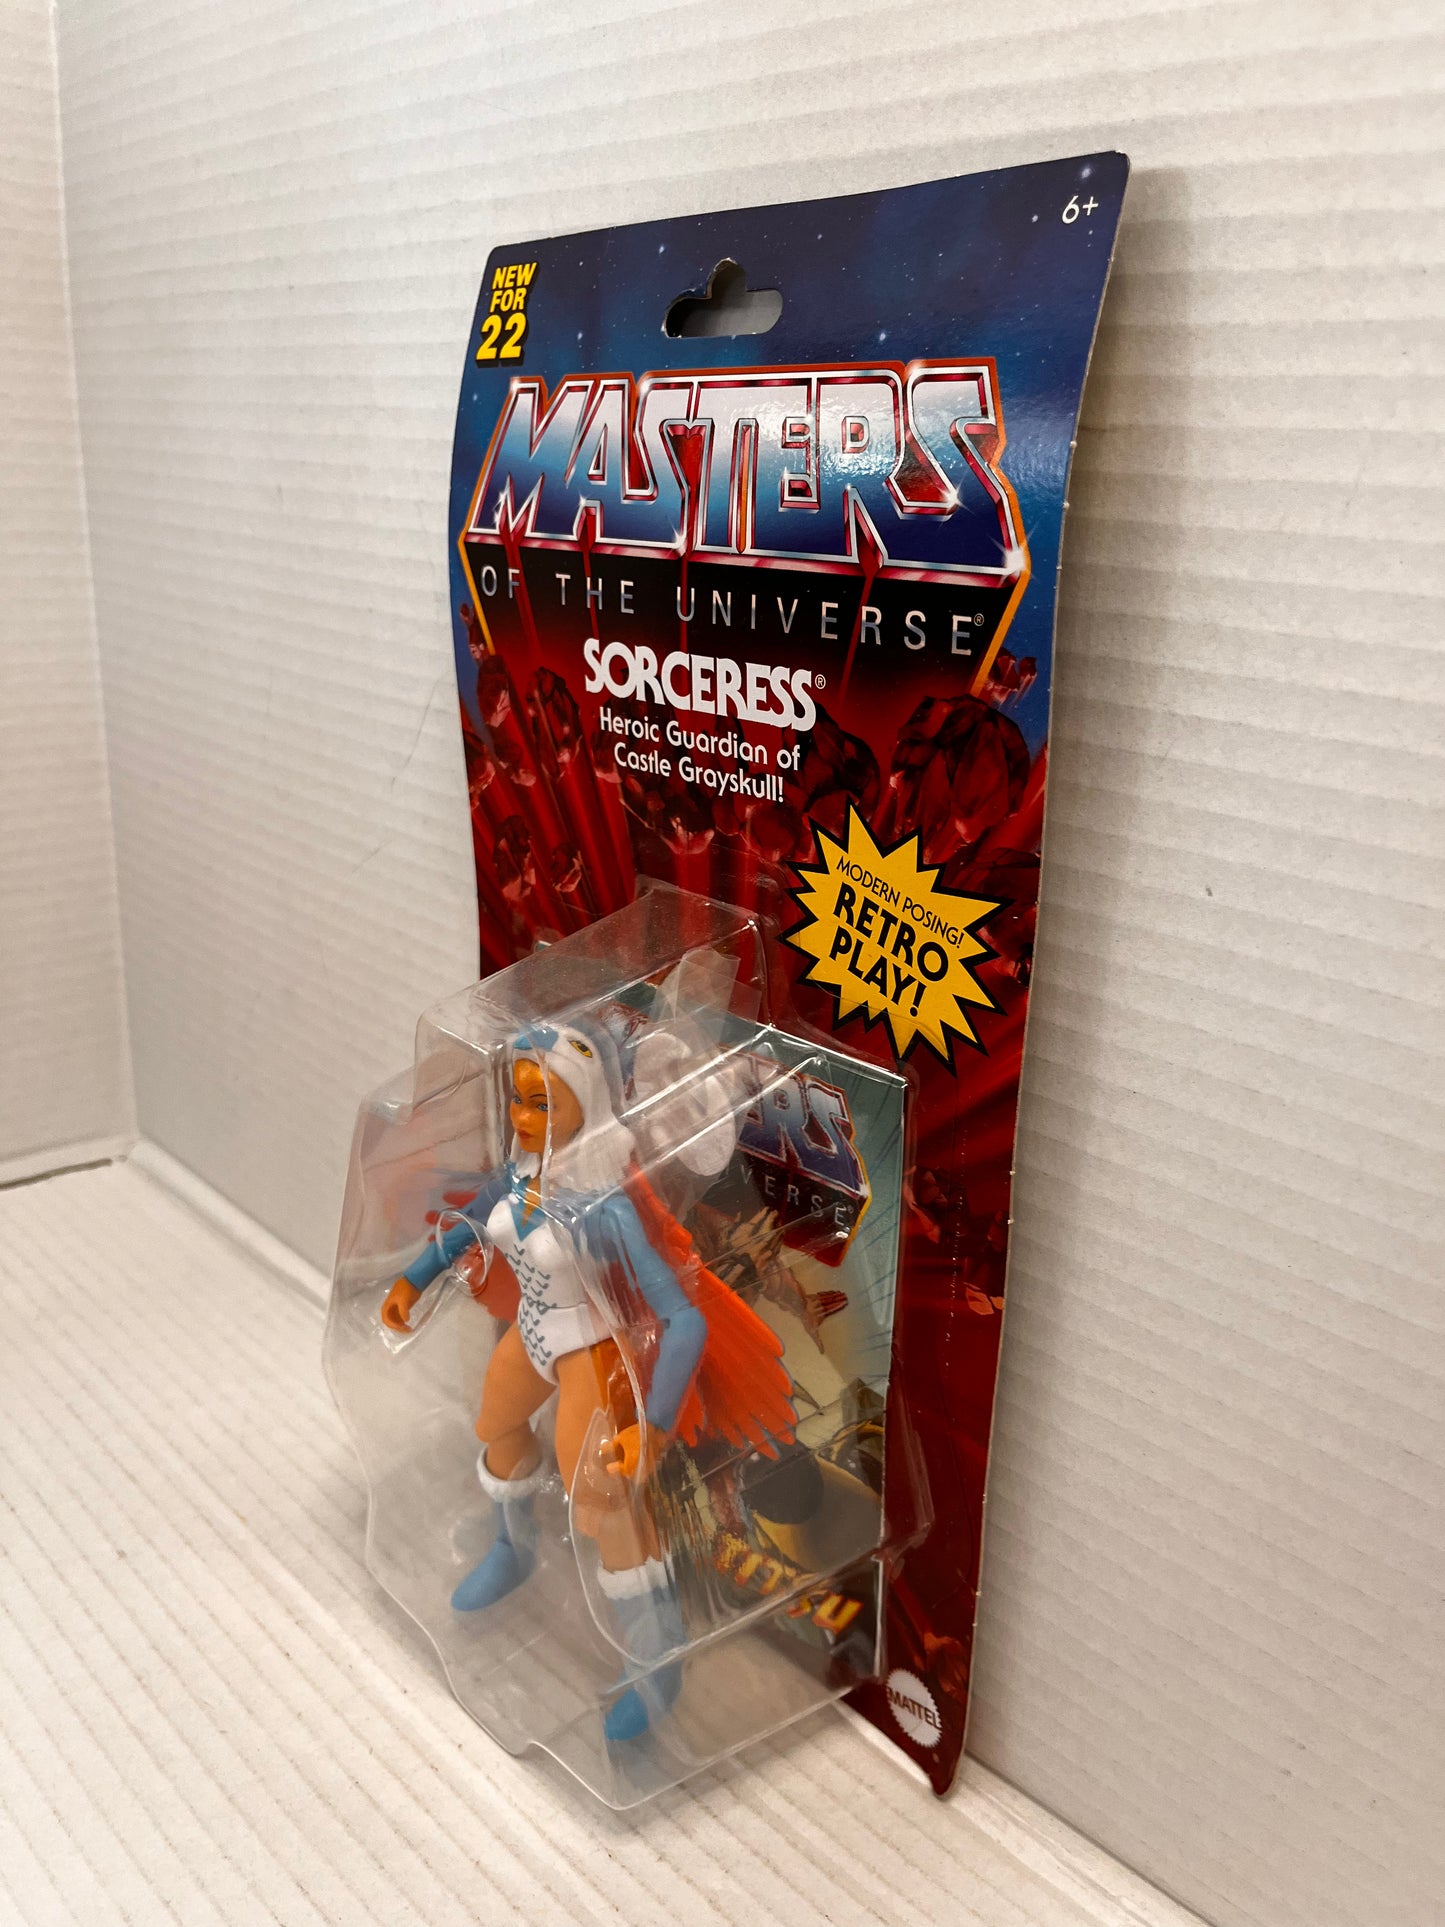 6+
NEW
FOR
22
MASTERS
OF THE UNIVERSE®
SORCERESS®
Heroic Guardian of
Castle Grayskull!
MODERN POSING!
RETRO
PLAY!
MATTEL